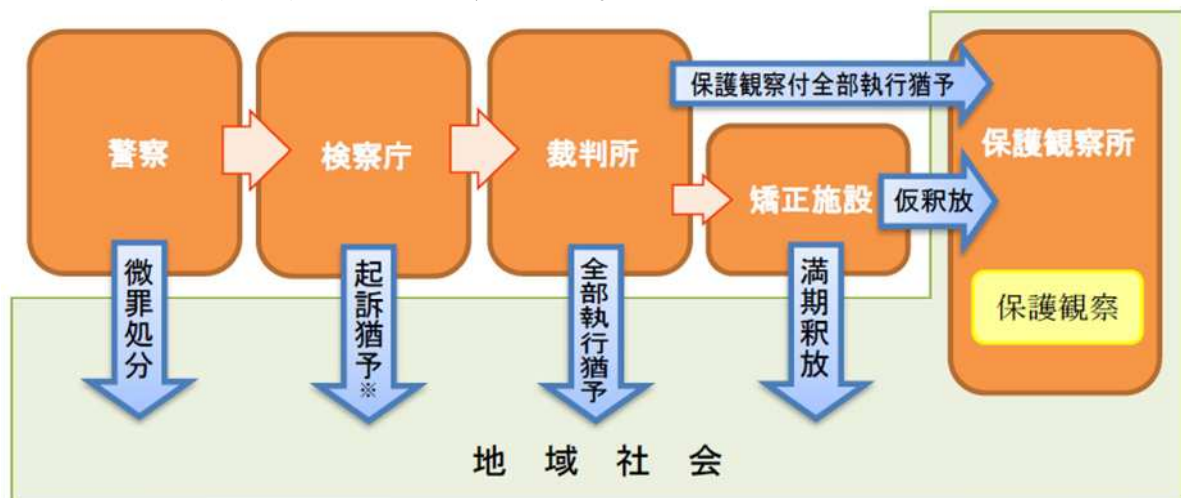 警察
検察庁
裁判所
保護観察付全部執行猶予
矯正施設
仮釈放
保護観察所
保護観察
微罪処分
起訴猶予※
全部執行猶予
満期釈放
地域社会